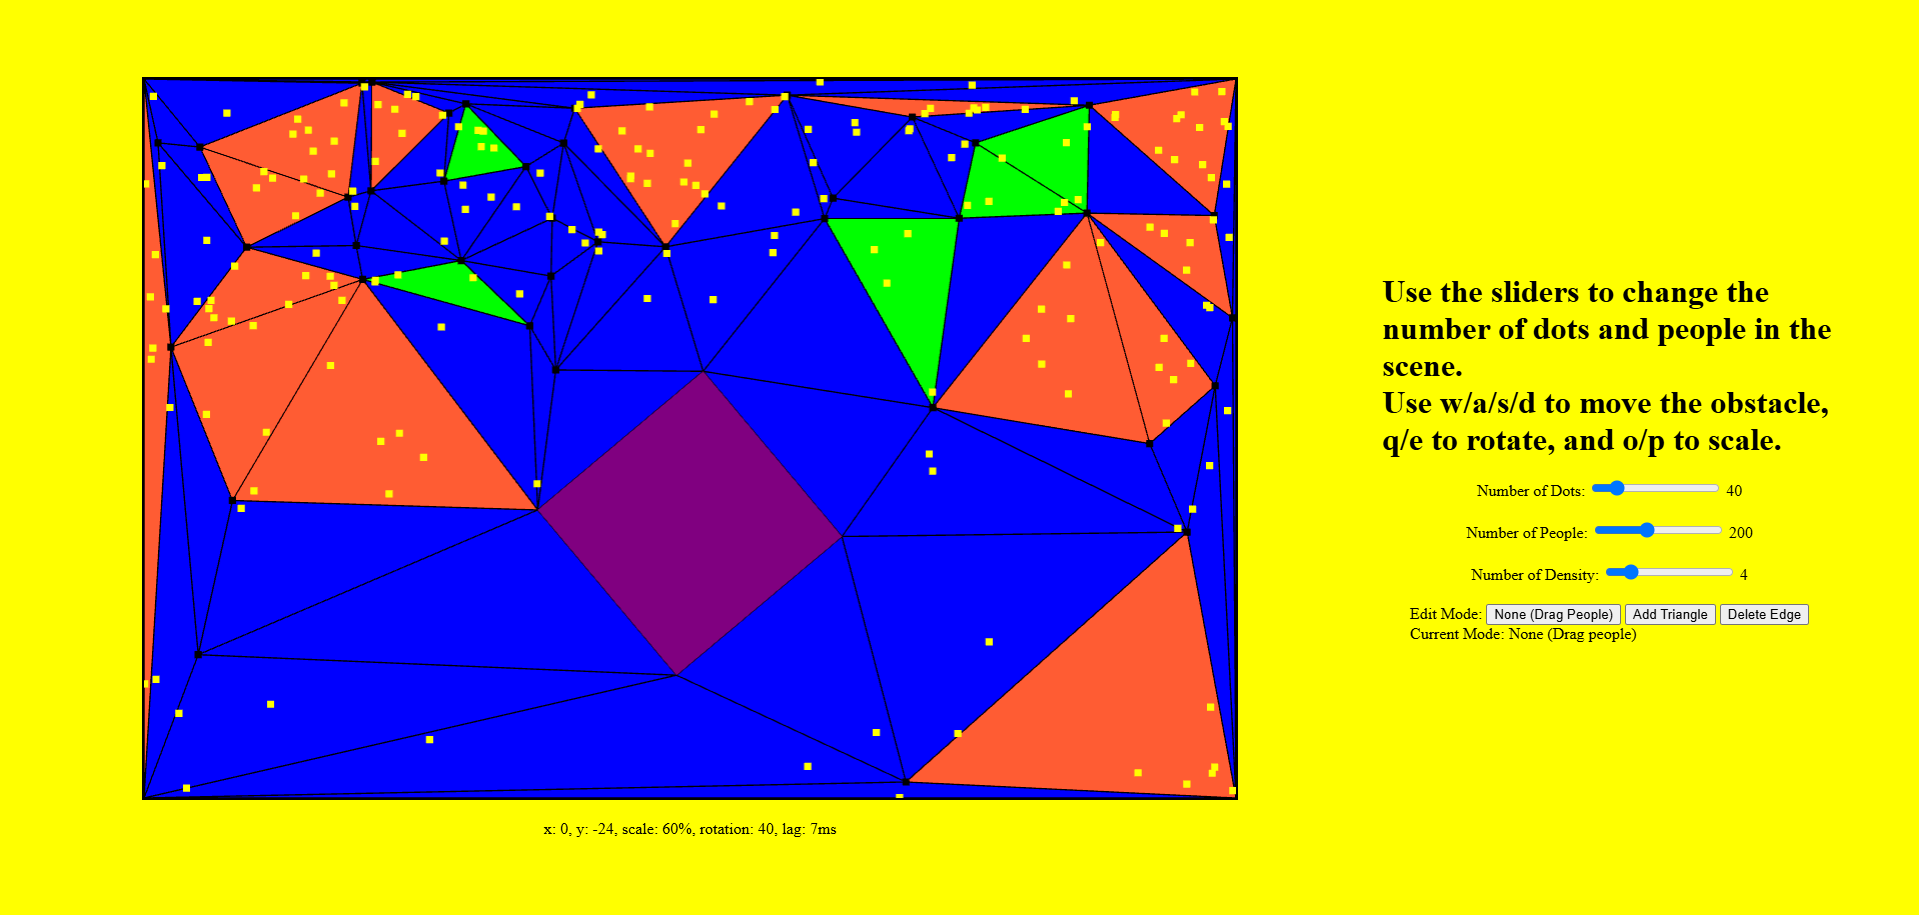 Use the sliders to change the
number of dots and people in the
scene.
Use w/a/s/d to move the obstacle,
q/e to rotate, and o/p to scale.
Number of Dots: 40
Number of People: 200
Number of Density: 4
Edit Mode: None (Drag People) Add Triangle Delete Edge
Current Mode: None (Drag people)
x: 0, y: -24, scale: 60%, rotation: 40, lag: 7ms